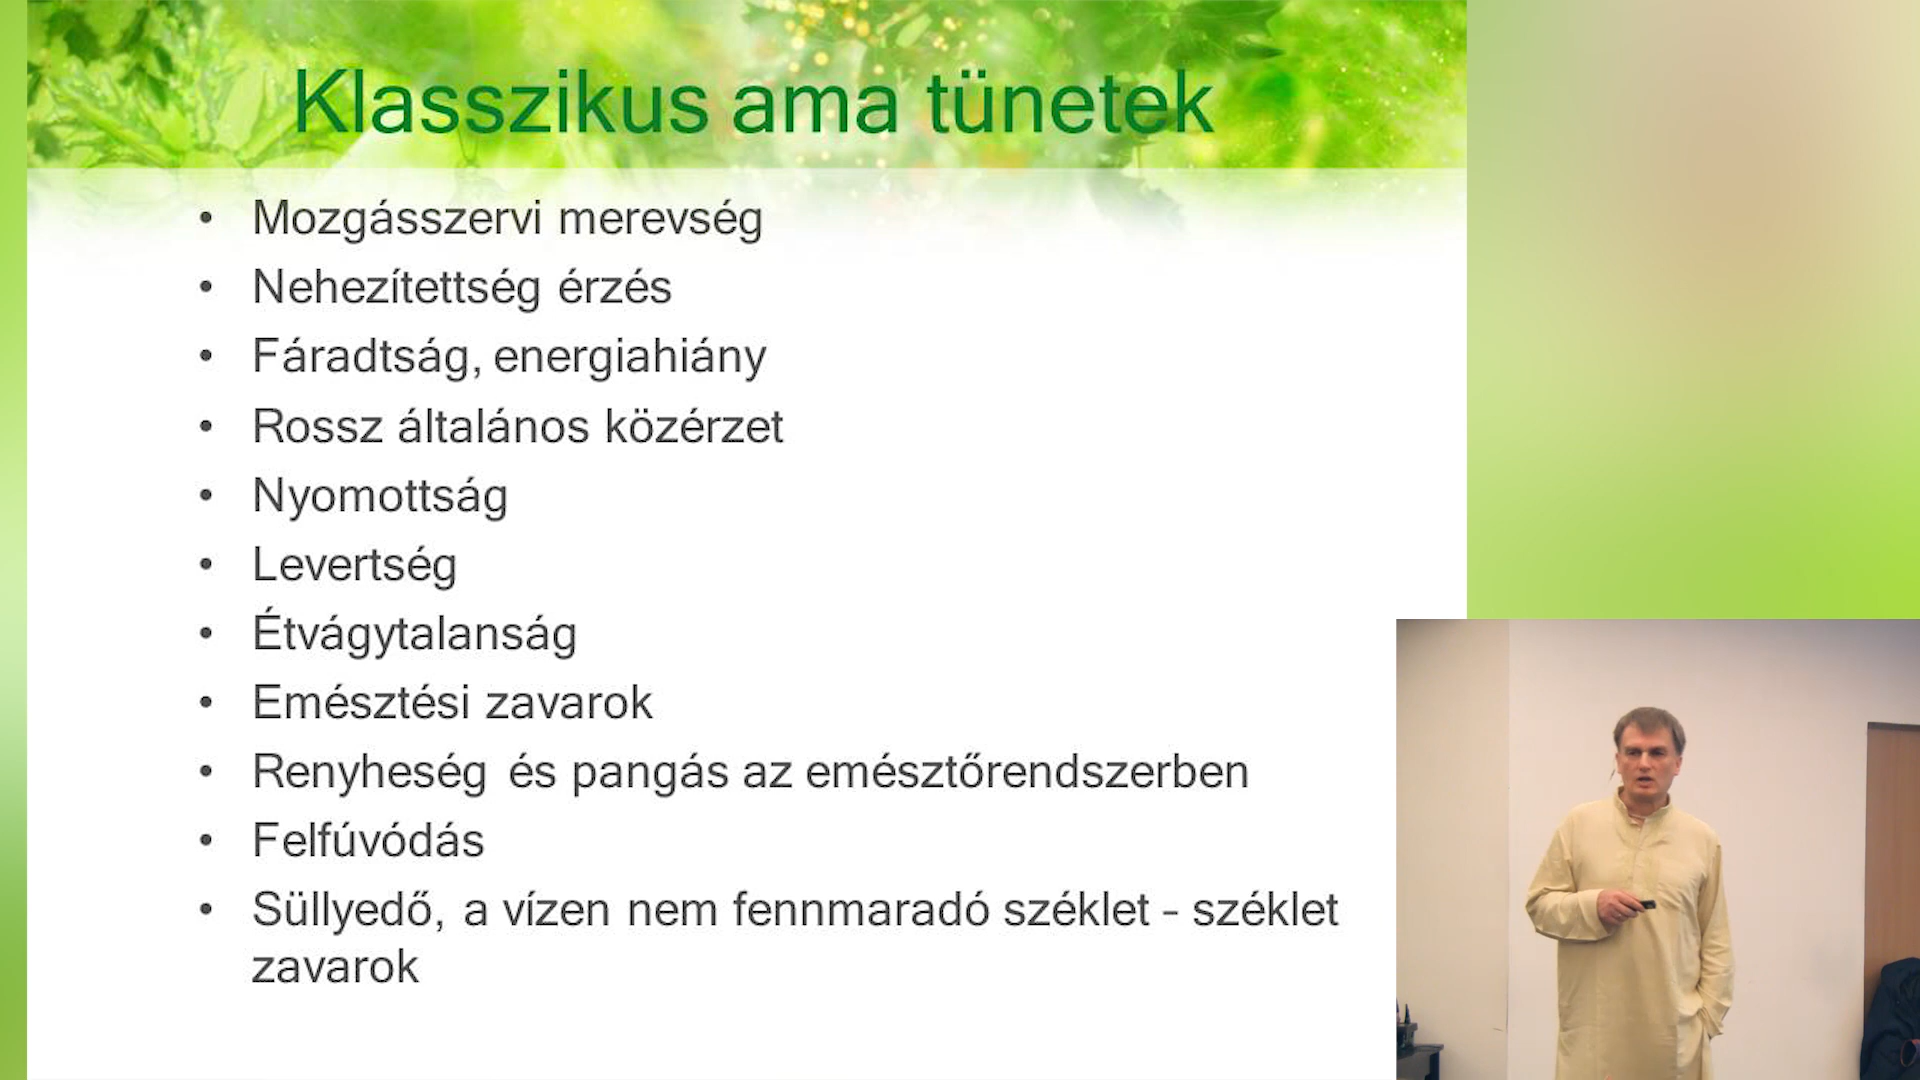 Klasszikus ama tünetek
• Mozgásszervi merevség
• Nehezítettség érzés
• Fáradtság, energiahiány
• Rossz általános közérzet
• Nyomottság
• Levertség
• Étvágytalanság
• Emésztési zavarok
• Renyheség és pangás az emésztőrendszerben
• Felfúvódás
• Süllyedő, a vízen nem fennmaradó széklet - széklet
zavarok